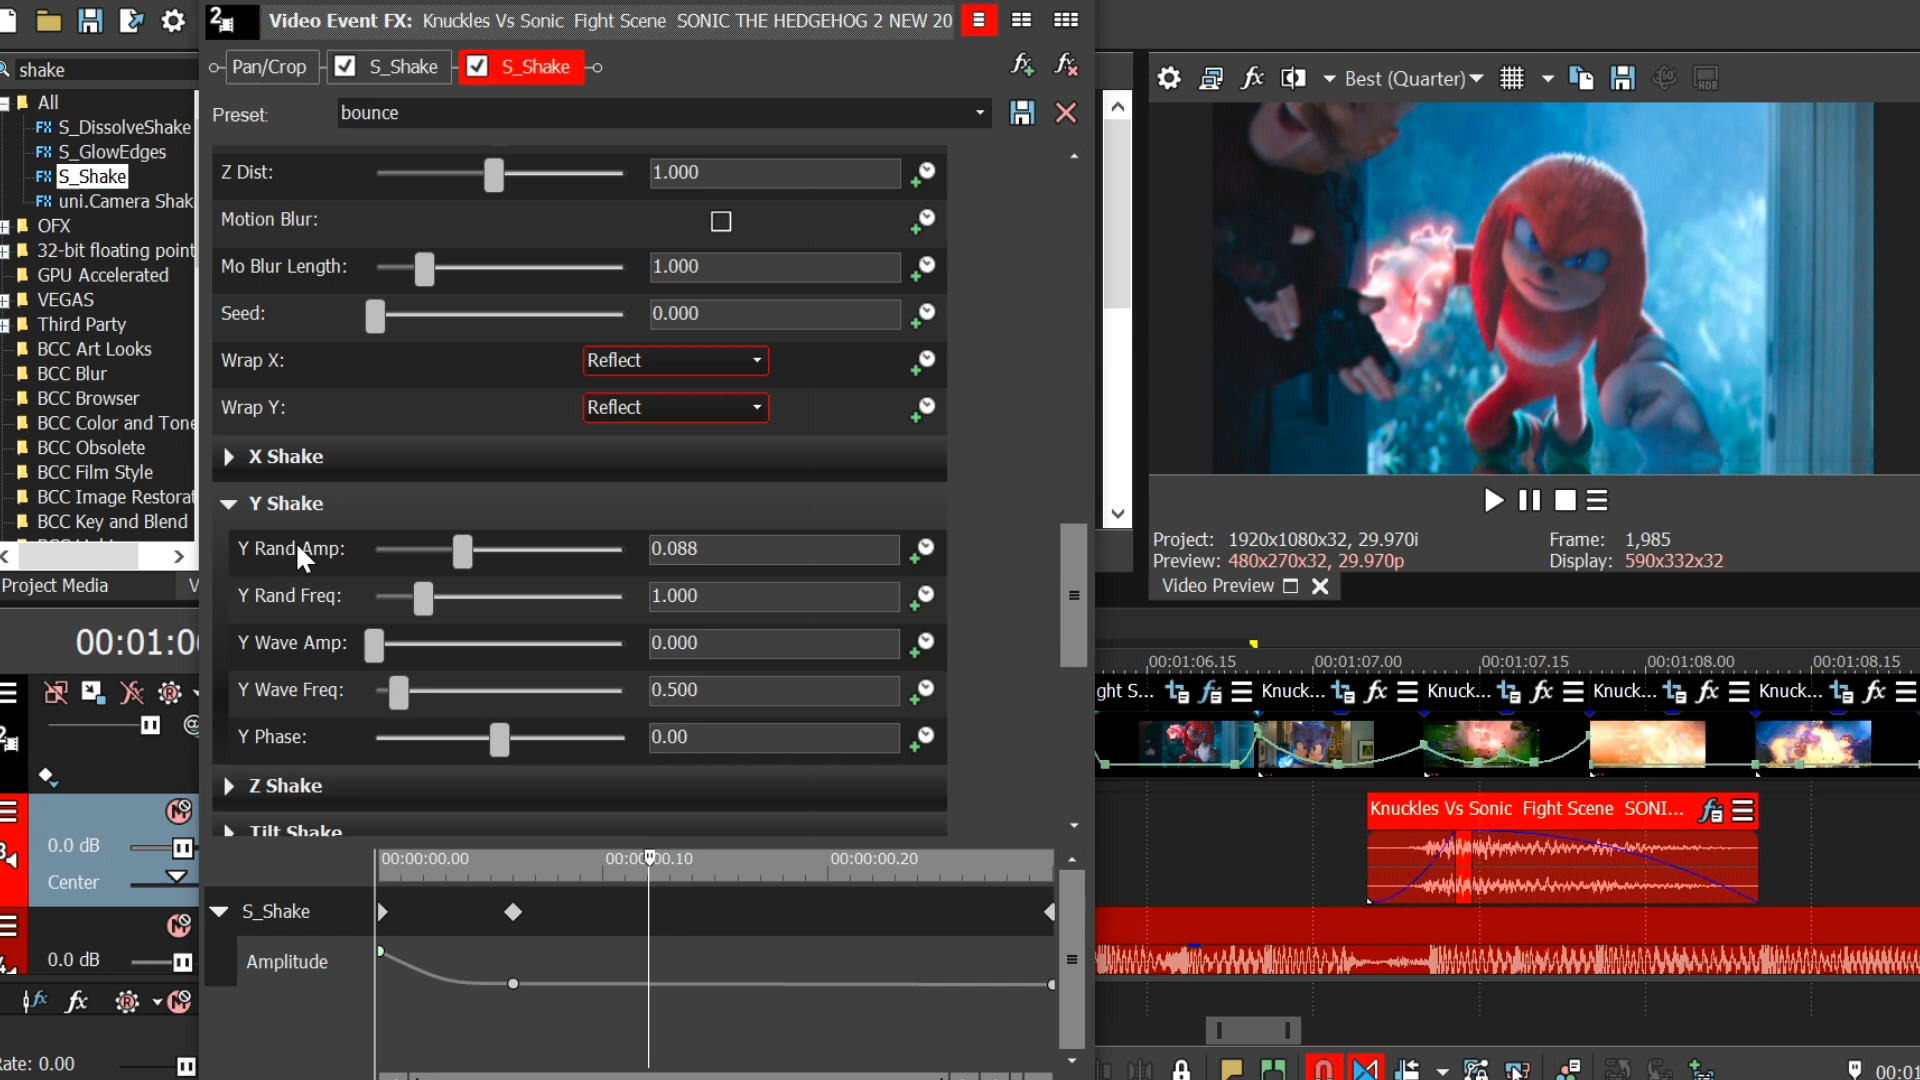 Video Event FX: Knuckles Vs Sonic Fight Scene SONIC THE HEDGEHOG 2 NEW 20
shake
Pan/Crop
S_Shake
S_Shake
Preset:
bounce
All
FX S_DissolveShake
FX S_GlowEdges
FX S_Shake
FX uni.Camera Shak
OFX
32-bit floating point
GPU Accelerated
VEGAS
Third Party
BCC Art Looks
BCC Blur
BCC Browser
BCC Color and Tone
BCC Obsolete
BCC Film Style
BCC Image Restorat
BCC Key and Blend
Project Media
Z Dist: 1.000
Motion Blur:
Mo Blur Length: 1.000
Seed: 0.000
Wrap X: Reflect
Wrap Y: Reflect
X Shake
Y Shake
Y Rand Amp: 0.088
Y Rand Freq: 1.000
Y Wave Amp: 0.000
Y Wave Freq: 0.500
Y Phase: 0.00
Z Shake
Tilt Shake
00:00:00.00 00:00:00.10 00:00:00.20
S_Shake
Amplitude
Best (Quarter)
Project: 1920x1080x32, 29.970i
Preview: 480x270x32, 29.970p
Frame: 1,985
Display: 590x332x32
Video Preview
00:01:0
0.0 dB
Center
0.0 dB
ate: 0.00
00:01:06.15 00:01:07.00 00:01:07.15 00:01:08.00 00:01:08.15
ght S... Knuck... Knuck... Knuck... Knuck...
Knuckles Vs Sonic Fight Scene SONI...
00:01